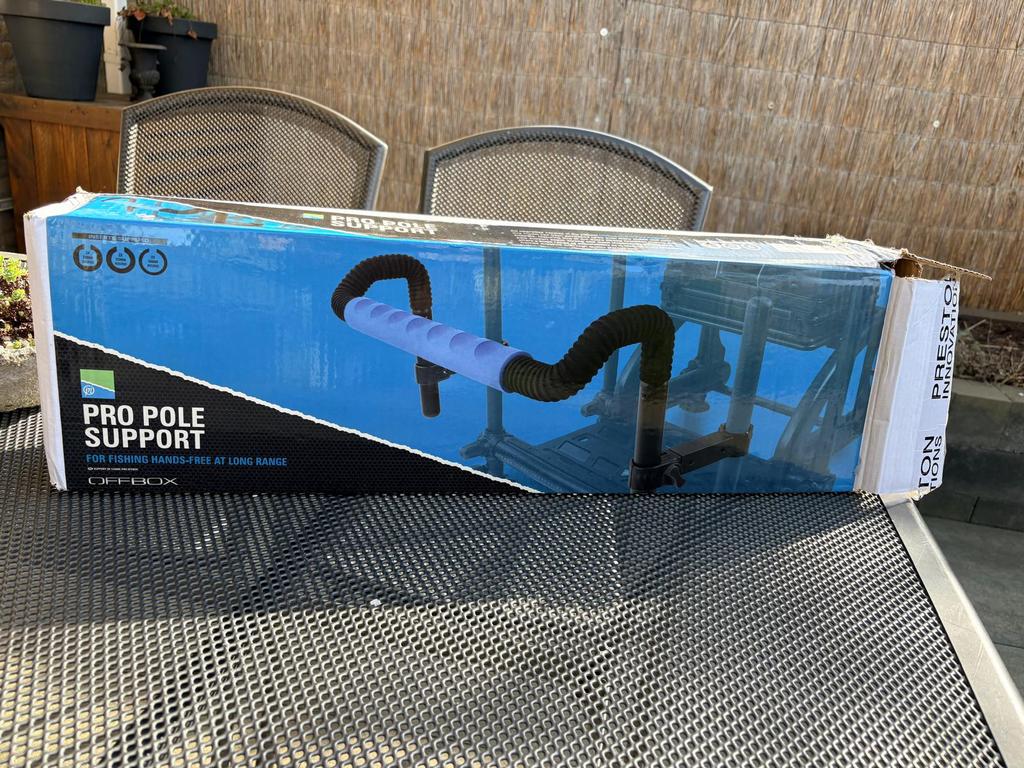 PRO POLE
SUPPORT
PRO POLE
SUPPORT
FOR FISHING HANDS-FREE AT LONG RANGE
OFFBOX
PRESTON
INNOVATIONS
TON
TIONS